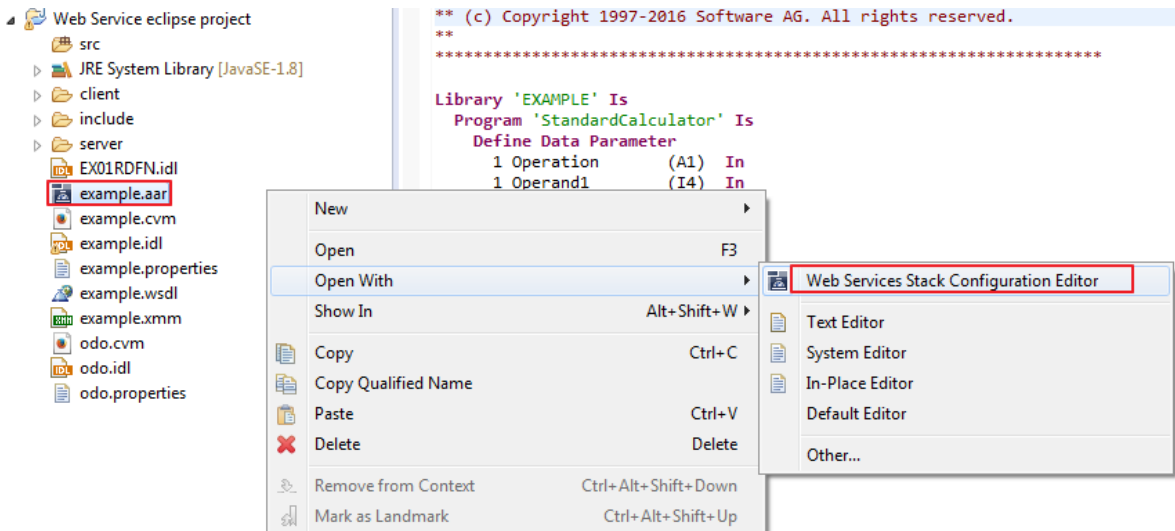 Web Service eclipse project
src
JRE System Library [JavaSE-1.8]
client
include
server
EX01RDFN.idl
example.aar
example.cvm
example.idl
example.properties
example.wsdl
example.xmm
odo.cvm
odo.idl
odo.properties
** (c) Copyright 1997-2016 Software AG. All rights reserved.
**
**********************************************************************
Library 'EXAMPLE' Is
Program 'StandardCalculator' Is
Define Data Parameter
1 Operation (A1) In
1 Operand1 (I4) In
New
Open F3
Open With
Show In Alt+Shift+W
Copy Ctrl+C
Copy Qualified Name
Paste Ctrl+V
Delete Delete
Remove from Context Ctrl+Alt+Shift+Down
Mark as Landmark Ctrl+Alt+Shift+Up
Web Services Stack Configuration Editor
Text Editor
System Editor
In-Place Editor
Default Editor
Other...